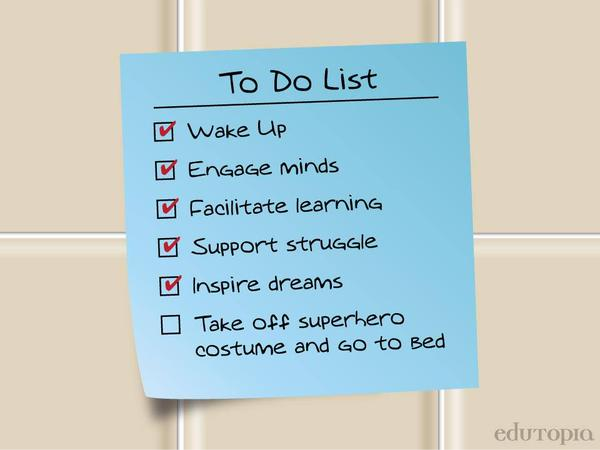 To Do List
Wake Up
Engage minds
Facilitate learning
Support struggle
Inspire dreams
Take off superhero
costume and Go to Bed
edutopia